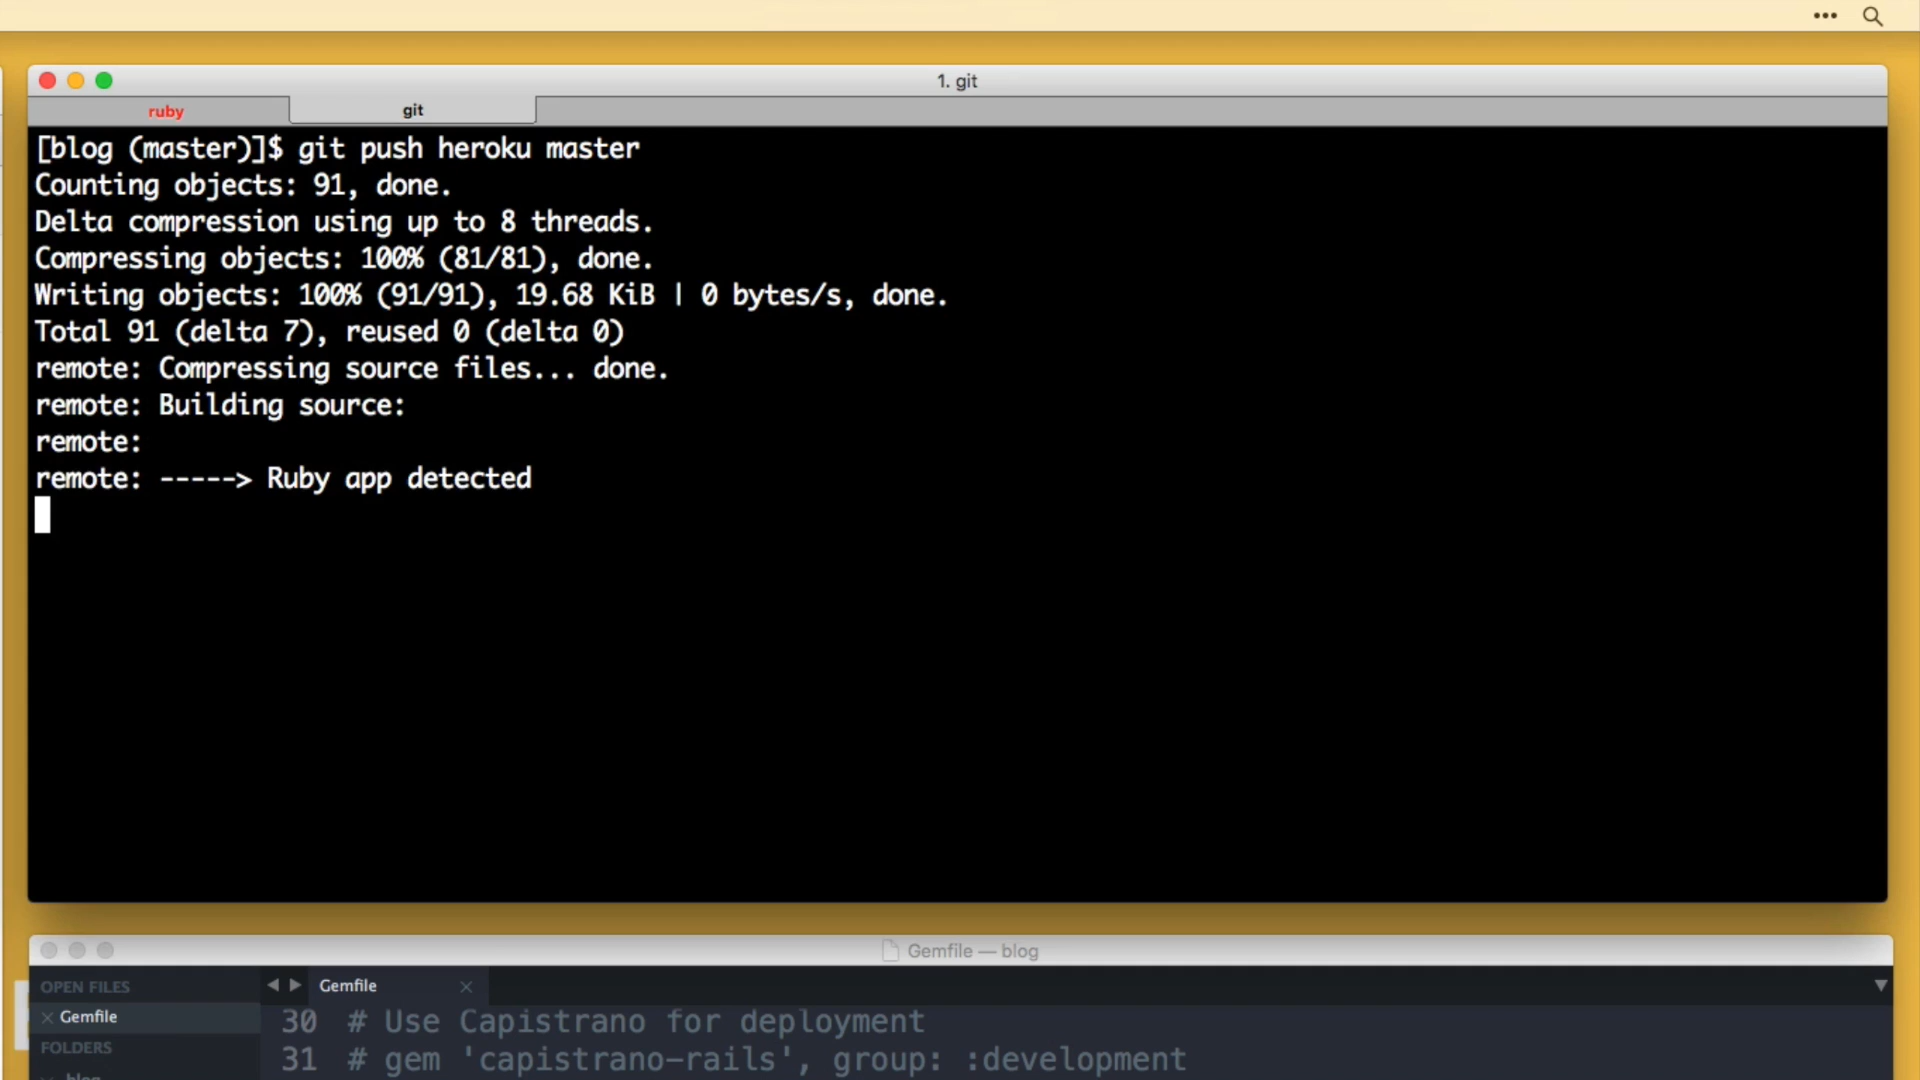 1. git
ruby
git
[blog (master)]$ git push heroku master
Counting objects: 91, done.
Delta compression using up to 8 threads.
Compressing objects: 100% (81/81), done.
Writing objects: 100% (91/91), 19.68 KiB | 0 bytes/s, done.
Total 91 (delta 7), reused 0 (delta 0)
remote: Compressing source files... done.
remote: Building source:
remote:
remote: -----> Ruby app detected
Gemfile — blog
OPEN FILES
Gemfile
Gemfile
FOLDERS
blog
30 # Use Capistrano for deployment
31 # gem 'capistrano-rails', group: :development